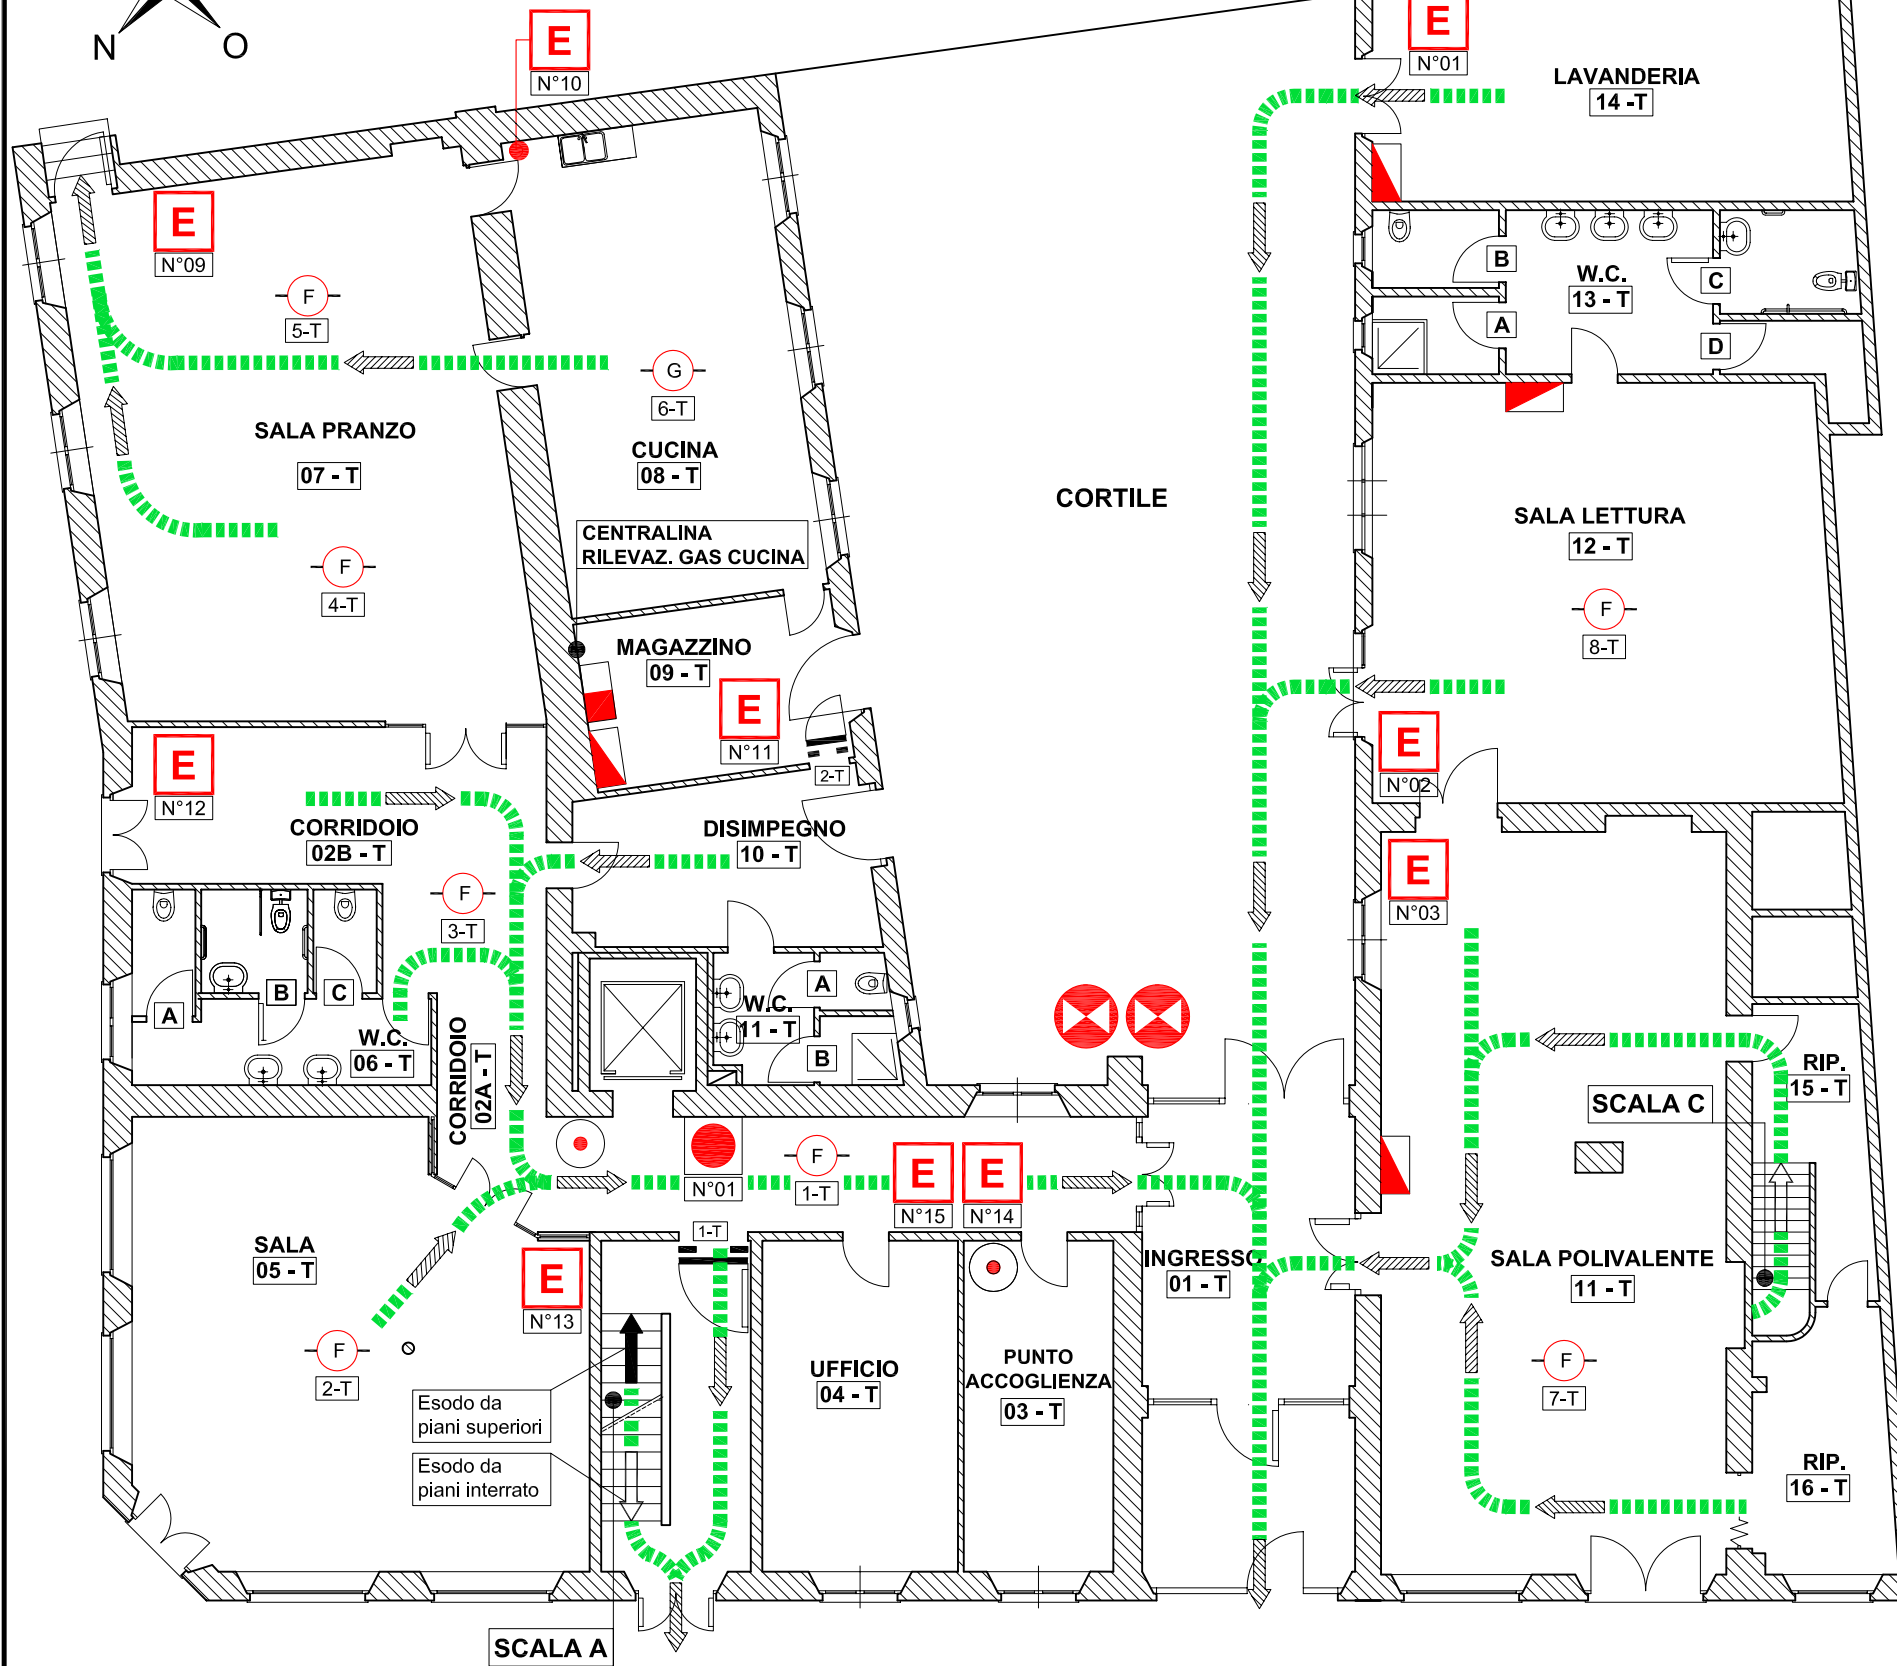 N
O
E
N°10
E
N°01
LAVANDERIA
14 -T
E
N°09
F
5-T
G
6-T
B
W.C.
13 - T
C
A
D
SALA PRANZO
07 - T
CUCINA
08 - T
CORTILE
SALA LETTURA
12 - T
CENTRALINA
RILEVAZ. GAS CUCINA
F
4-T
F
8-T
MAGAZZINO
09 - T
E
N°11
2-T
E
N°02
E
N°12
CORRIDOIO
02B - T
DISIMPEGNO
10 - T
F
3-T
E
N°03
A
B
C
W.C.
06 - T
CORRIDOIO
02A - T
A
W.C.
11 - T
B
RIP.
15 - T
SCALA C
N°01
F
1-T
E
N°15
E
N°14
1-T
SALA
05 - T
E
N°13
INGRESSO
01 - T
SALA POLIVALENTE
11 - T
F
2-T
UFFICIO
04 - T
PUNTO
ACCOGLIENZA
03 - T
F
7-T
Esodo da
piani superiori
Esodo da
piani interrato
RIP.
16 - T
SCALA A